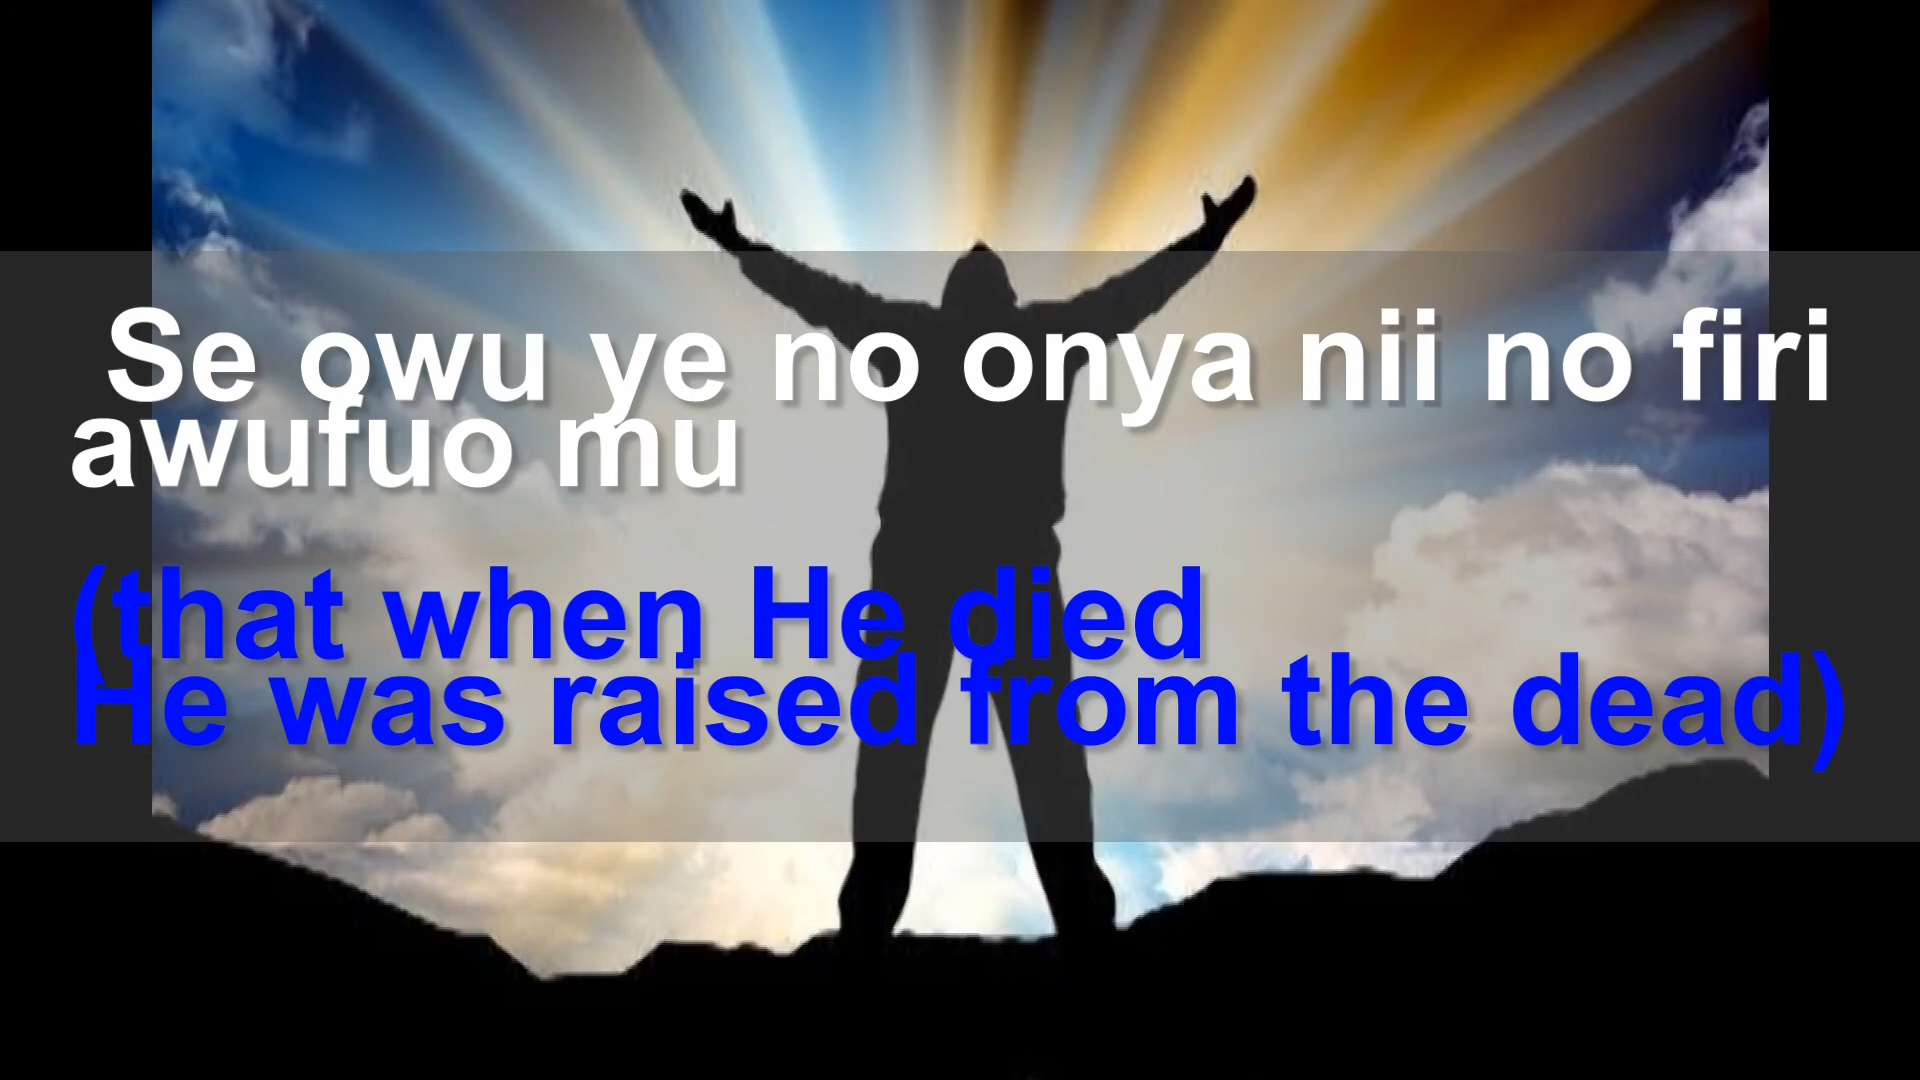 Se owu ye no onya nii no firi
awufuo mu
(that when He died
He was raised from the dead)